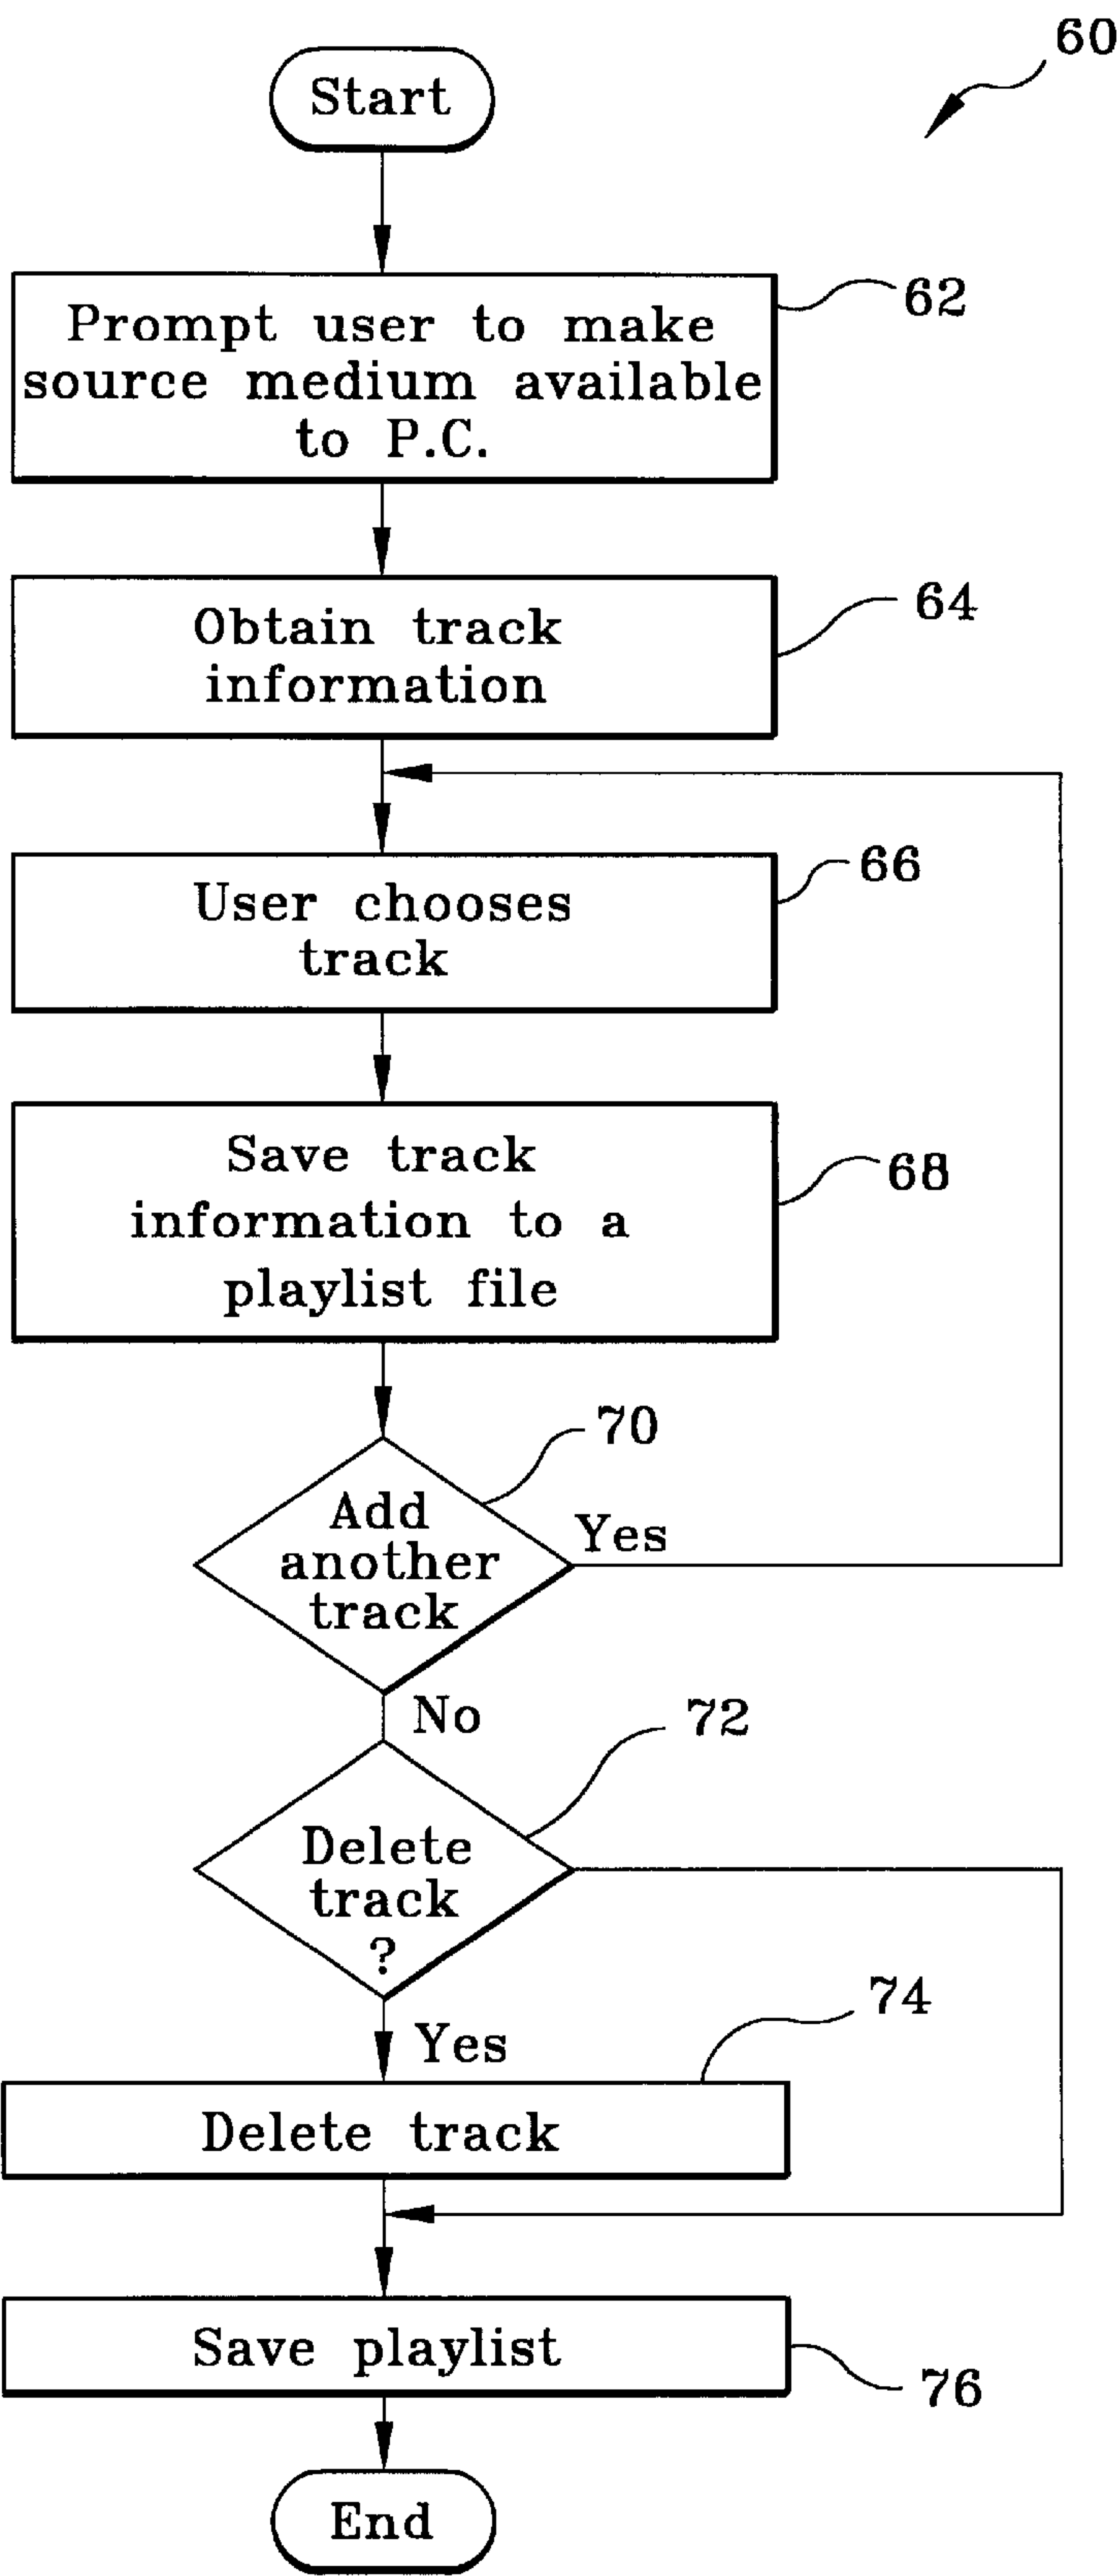 60
Start
Prompt user to make
source medium available
to P.C.
62
Obtain track
information
64
User chooses
track
66
Save track
information to a
playlist file
68
70
Add
another
track
Yes
No
72
Delete
track
?
Yes
74
Delete track
Save playlist
76
End